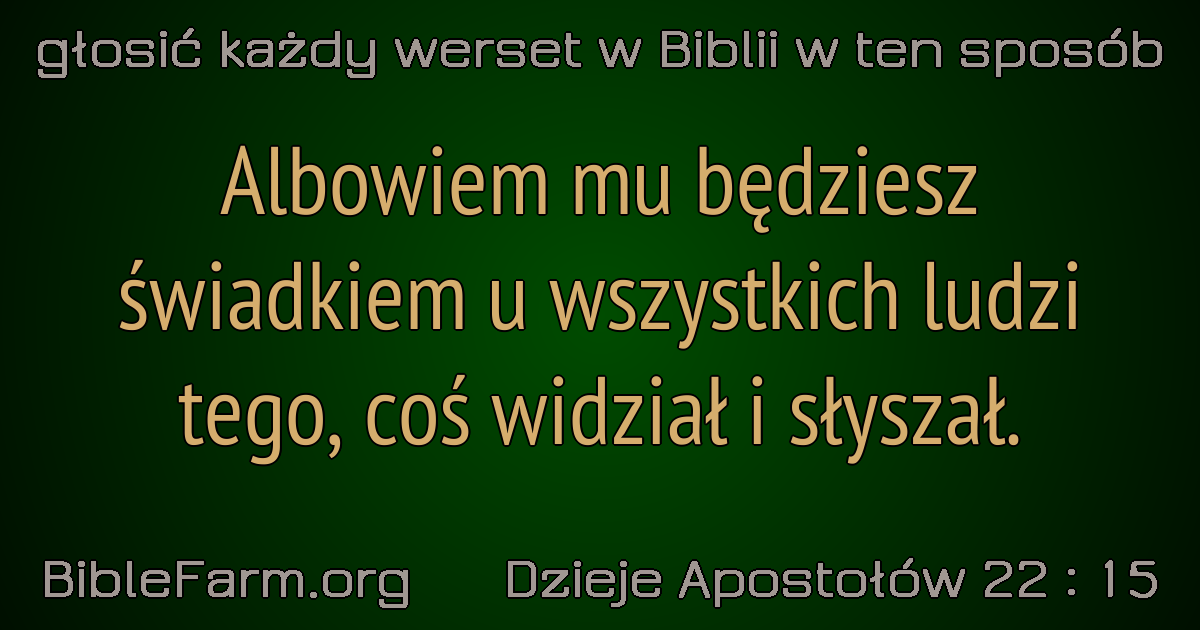 głosić każdy werset w Biblii w ten sposób
Albowiem mu będziesz
świadkiem u wszystkich ludzi
tego, coś widział i słyszał.
BibleFarm.org Dzieje Apostołów 22 : 15